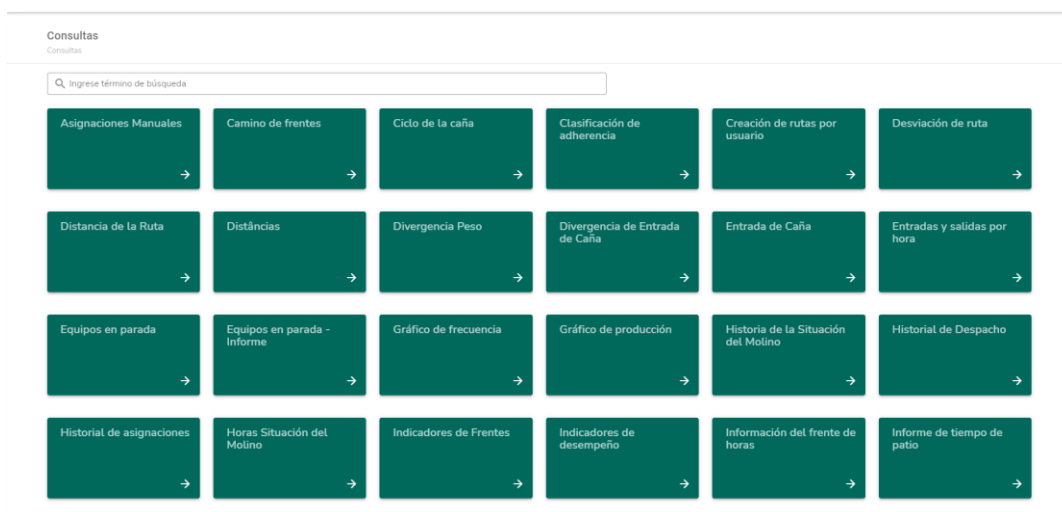 Consultas
Consultas
Ingrese término de búsqueda
Asignaciones Manuales
Camino de frentes
Ciclo de la caña
Clasificación de
adherencia
Creación de rutas por
usuario
Desviación de ruta
Distancia de la Ruta
Distâncias
Divergencia Peso
Divergencia de Entrada
de Caña
Entrada de Caña
Entradas y salidas por
hora
Equipos en parada
Equipos en parada -
Informe
Gráfico de frecuencia
Gráfico de producción
Historia de la Situación
del Molino
Historial de Despacho
Historial de asignaciones
Horas Situación del
Molino
Indicadores de Frentes
Indicadores de
desempeño
Información del frente de
horas
Informe de tiempo de
patio